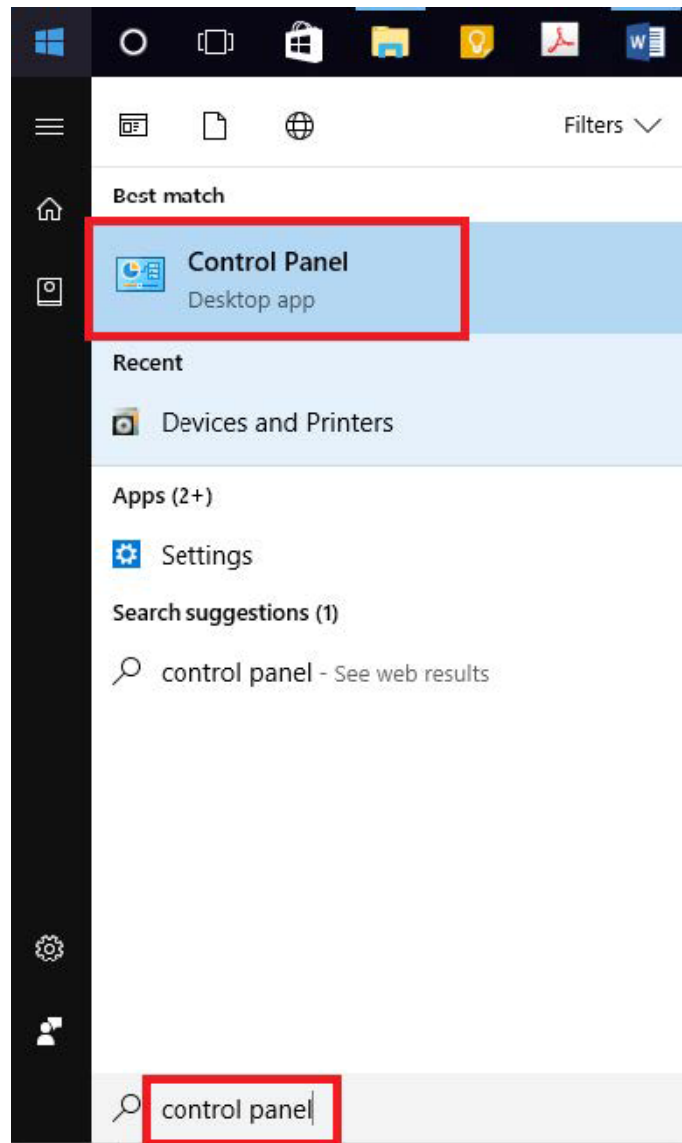 W
Filters
Best match
Control Panel
Desktop app
Recent
Devices and Printers
Apps (2+)
Settings
Search suggestions (1)
control panel - See web results
control panel